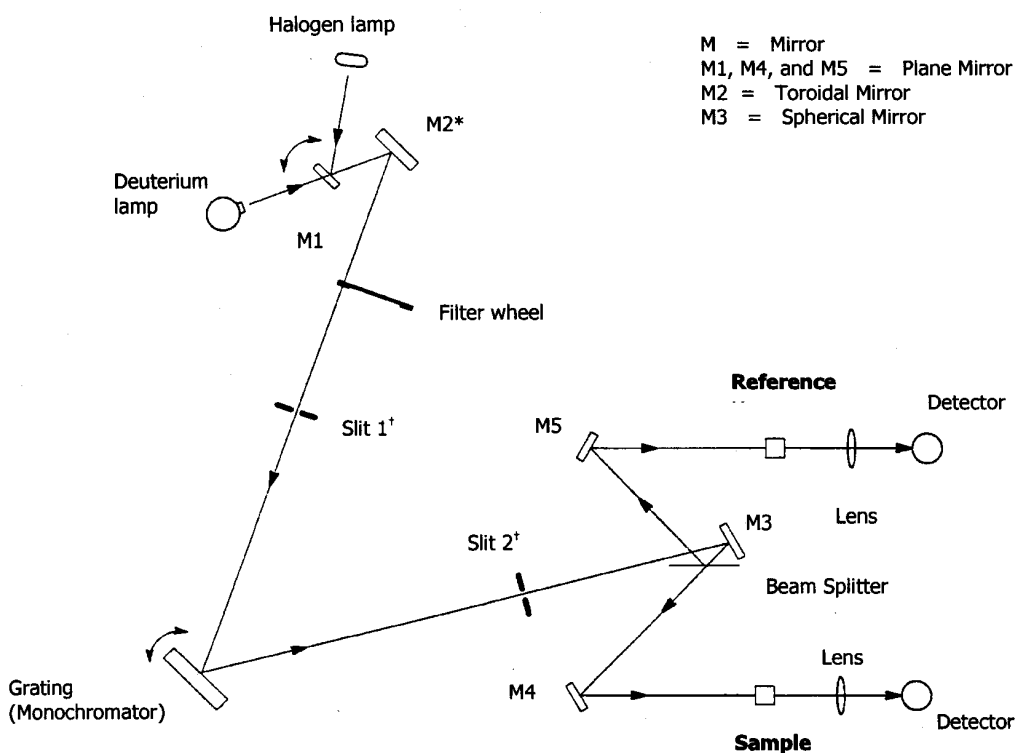 Halogen lamp
M = Mirror
M1, M4, and M5 = Plane Mirror
M2 = Toroidal Mirror
M3 = Spherical Mirror
M2*
Deuterium
lamp
M1
Filter wheel
Slit 1†
Reference
Detector
M5
Lens
M3
Slit 2†
Beam Splitter
Grating
(Monochromator)
M4
Lens
Detector
Sample